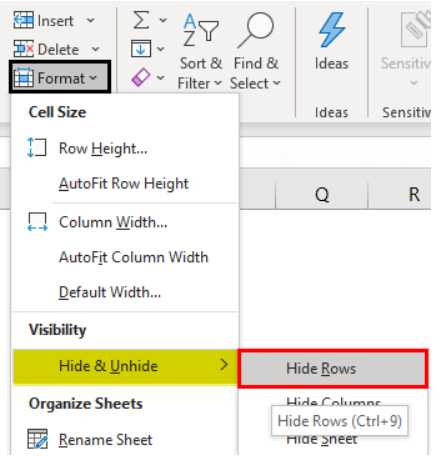 Insert
Delete
Format
Sort & Filter
Find & Select
Ideas
Sensitiv
Ideas
Sensitiv
Cell Size
Row Height...
AutoFit Row Height
Column Width...
AutoFit Column Width
Default Width...
Visibility
Hide & Unhide
Organize Sheets
Rename Sheet
Q
R
Hide Rows
Hide Columns
Hide Rows (Ctrl+9)
Hide Sheet